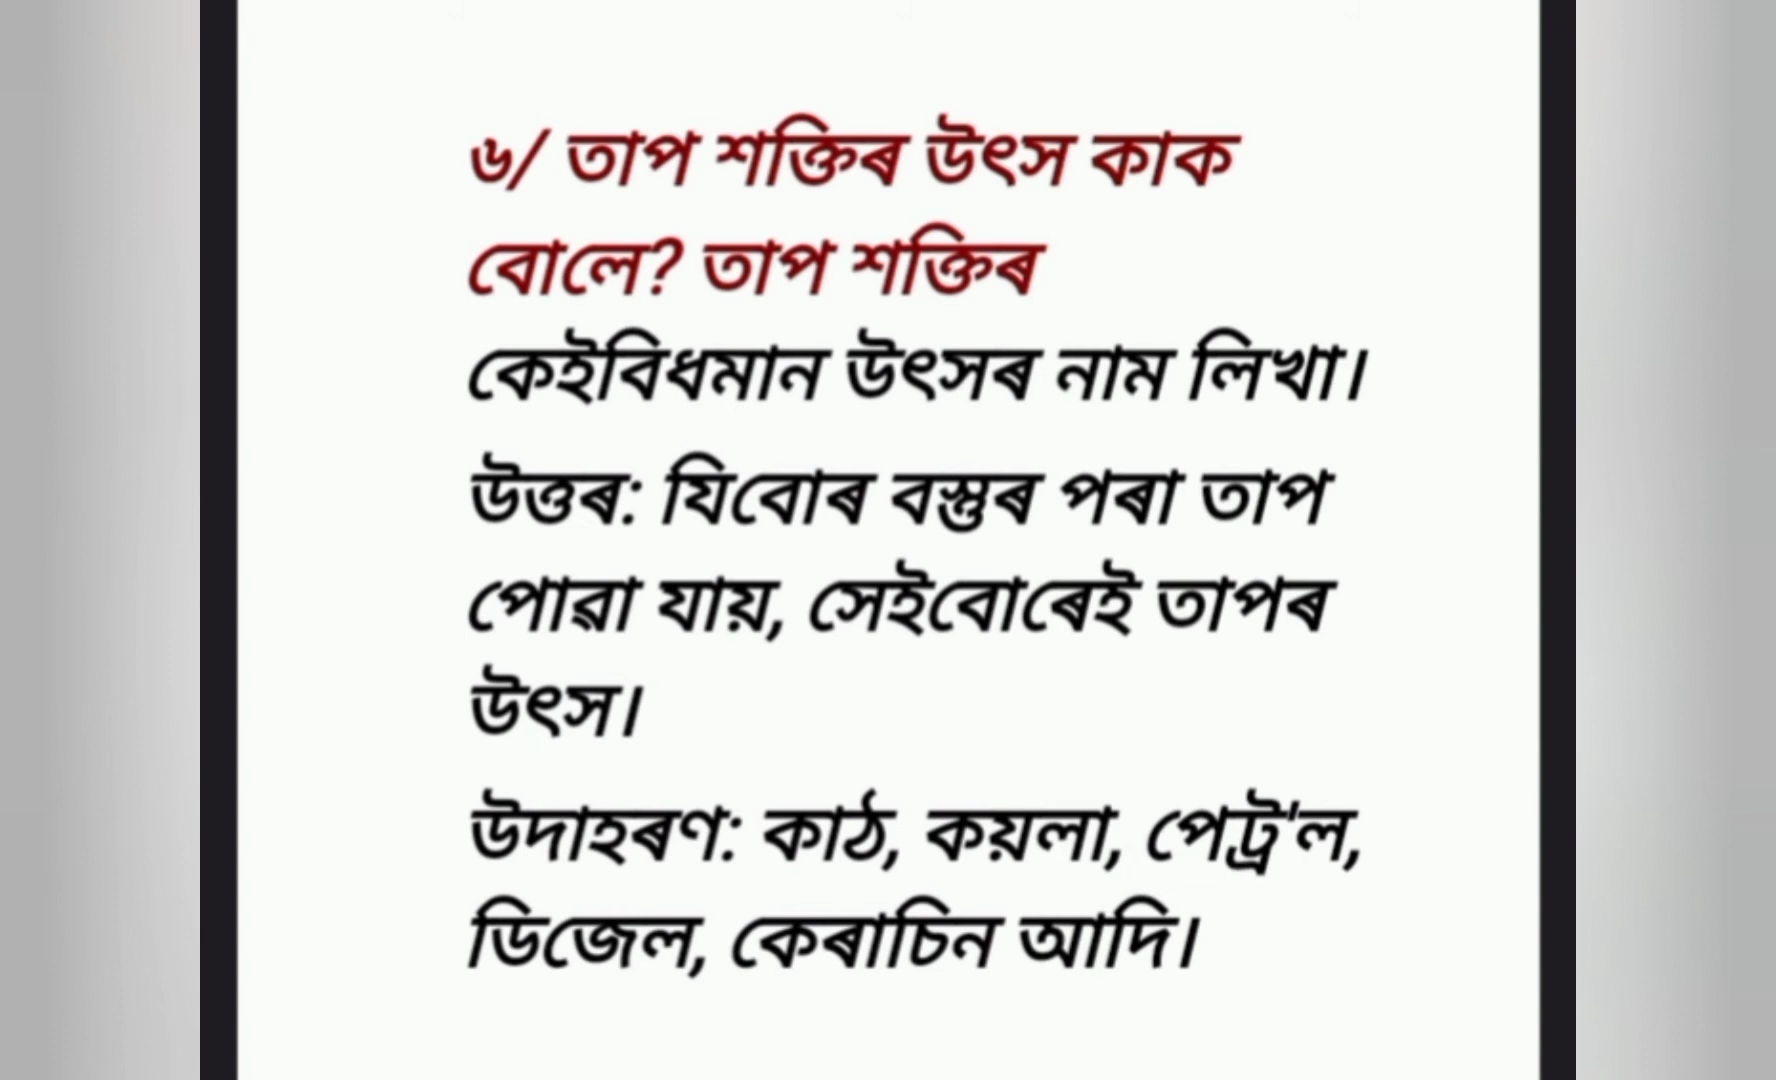 ৬/ তাপ শক্তিৰ উৎস কাক
বোলে? তাপ শক্তিৰ
কেইবিধমান উৎসৰ নাম লিখা।
উত্তৰ: যিবোৰ বস্তুৰ পৰা তাপ
পোৱা যায়, সেইবোৰেই তাপৰ
উৎস।
উদাহৰণ: কাঠ, কয়লা, পেট্ৰ'ল,
ডিজেল, কেৰাচিন আদি।